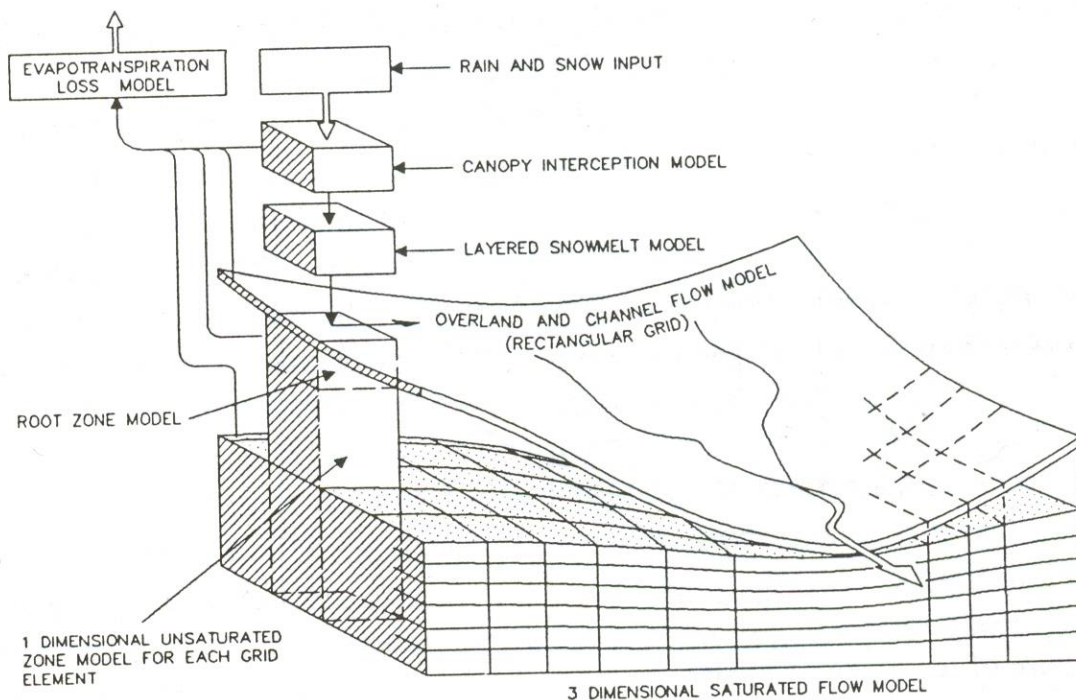 EVAPOTRANSPIRATION
LOSS MODEL
RAIN AND SNOW INPUT
CANOPY INTERCEPTION MODEL
LAYERED SNOWMELT MODEL
OVERLAND AND CHANNEL FLOW MODEL
(RECTANGULAR GRID)
ROOT ZONE MODEL
1 DIMENSIONAL UNSATURATED
ZONE MODEL FOR EACH GRID
ELEMENT
3 DIMENSIONAL SATURATED FLOW MODEL